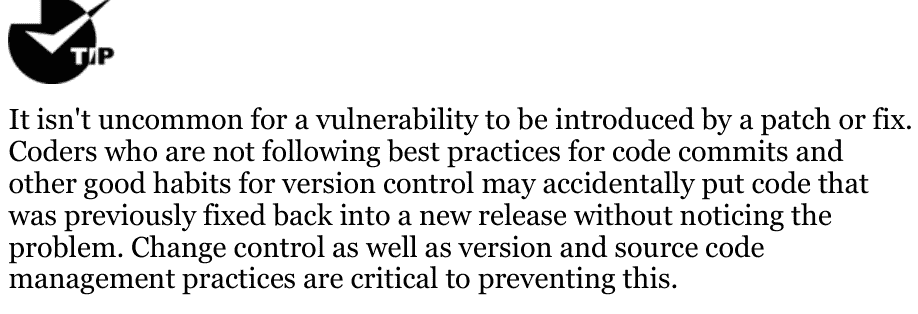 TIP
It isn't uncommon for a vulnerability to be introduced by a patch or fix.
Coders who are not following best practices for code commits and
other good habits for version control may accidentally put code that
was previously fixed back into a new release without noticing the
problem. Change control as well as version and source code
management practices are critical to preventing this.